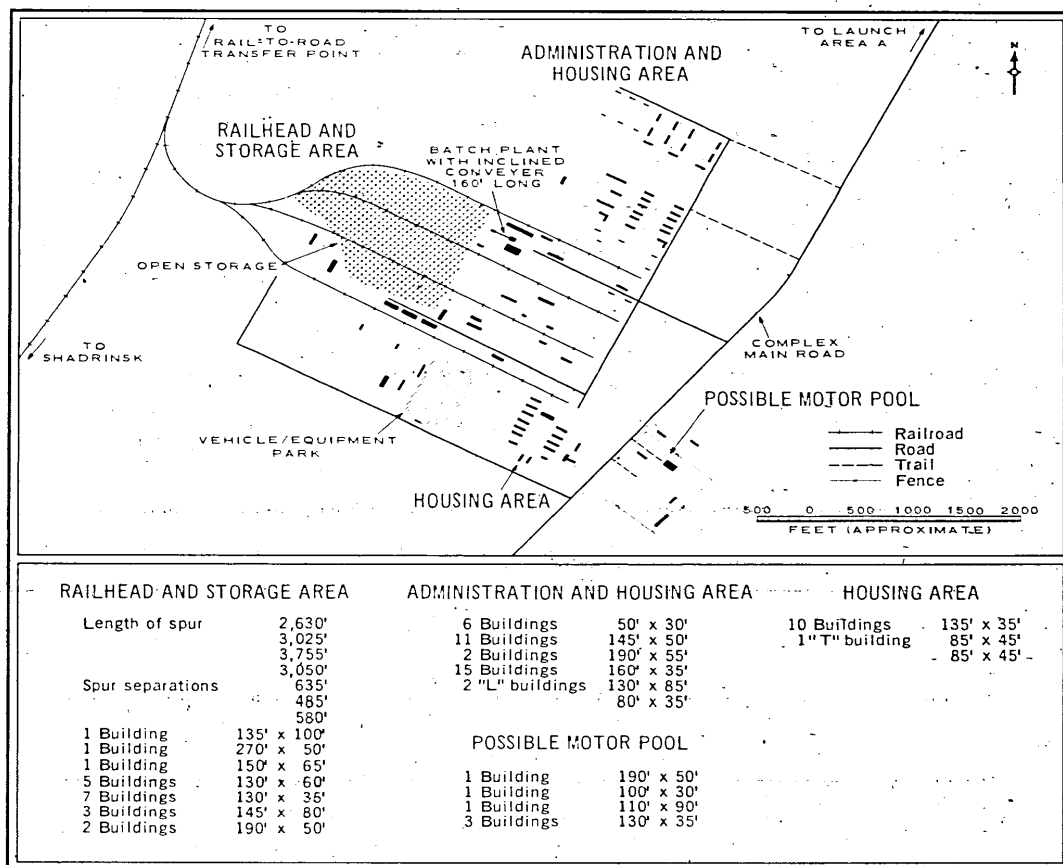 TO
RAIL-TO-ROAD
TRANSFER POINT
ADMINISTRATION AND
HOUSING AREA
TO LAUNCH
AREA A
N
RAILHEAD AND
STORAGE AREA
BATCH PLANT
WITH INCLINED
CONVEYER
160' LONG
OPEN STORAGE
TO
SHADRINSK
COMPLEX
MAIN ROAD
POSSIBLE MOTOR POOL
VEHICLE/EQUIPMENT
PARK
HOUSING AREA
Railroad
Road
Trail
Fence
500 0 500 1000 1500 2000
FEET (APPROXIMATE)
RAILHEAD AND STORAGE AREA
Length of spur 2,630'
3,025'
3,755'
3,050'
Spur separations 635'
485'
580'
1 Building 135' x 100'
1 Building 270' x 50'
1 Building 150' x 65'
5 Buildings 130' x 60'
7 Buildings 130' x 35'
3 Buildings 145' x 80'
2 Buildings 190' x 50'
ADMINISTRATION AND HOUSING AREA
6 Buildings 50' x 30'
11 Buildings 145' x 50'
2 Buildings 190' x 55'
15 Buildings 160' x 35'
2 "L" buildings 130' x 85'
80' x 35'
POSSIBLE MOTOR POOL
1 Building 190' x 50'
1 Building 100' x 30'
1 Building 110' x 90'
3 Buildings 130' x 35'
HOUSING AREA
10 Buildings 135' x 35'
1 "T" building 85' x 45'
85' x 45'